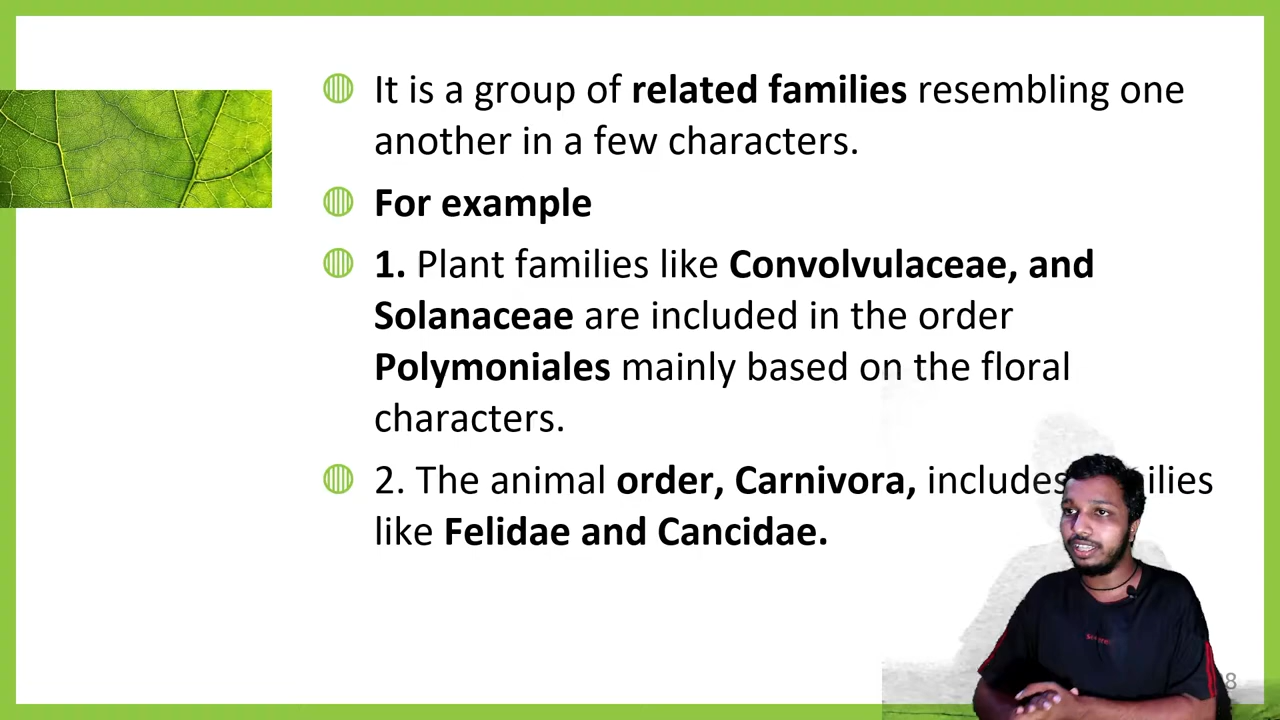 It is a group of related families resembling one
another in a few characters.
For example
1. Plant families like Convolvulaceae, and
Solanaceae are included in the order
Polymoniales mainly based on the floral
characters.
2. The animal order, Carnivora, includes
like Felidae and Cancidae.
8